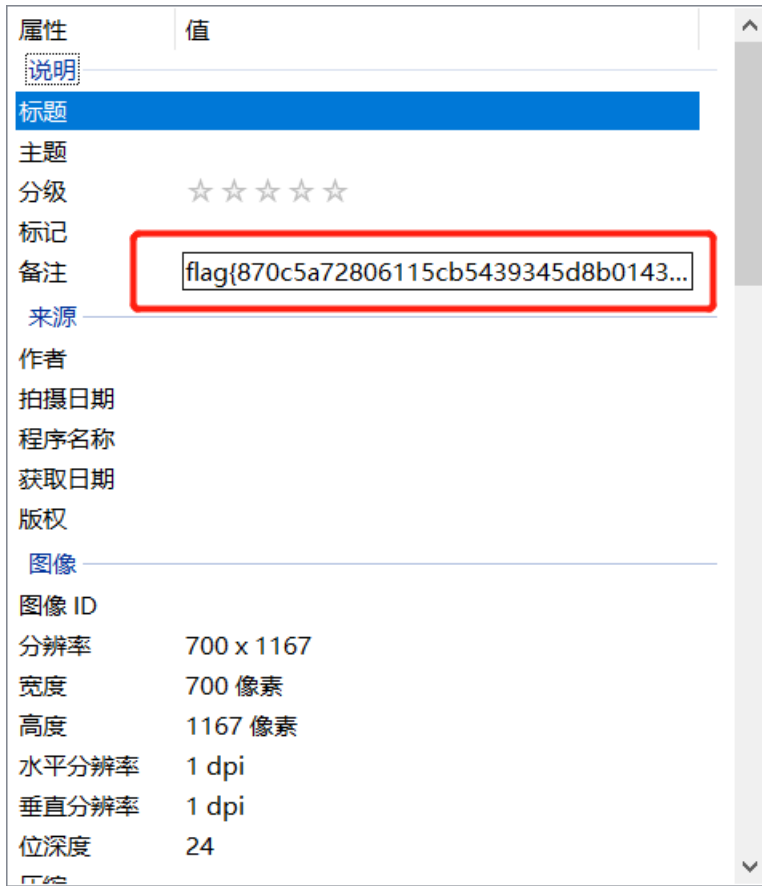 属性 值
说明
标题
主题
分级
标记
备注 flag{870c5a72806115cb5439345d8b0143...
来源
作者
拍摄日期
程序名称
获取日期
版权
图像
图像 ID
分辨率 700 x 1167
宽度 700 像素
高度 1167 像素
水平分辨率 1 dpi
垂直分辨率 1 dpi
位深度 24